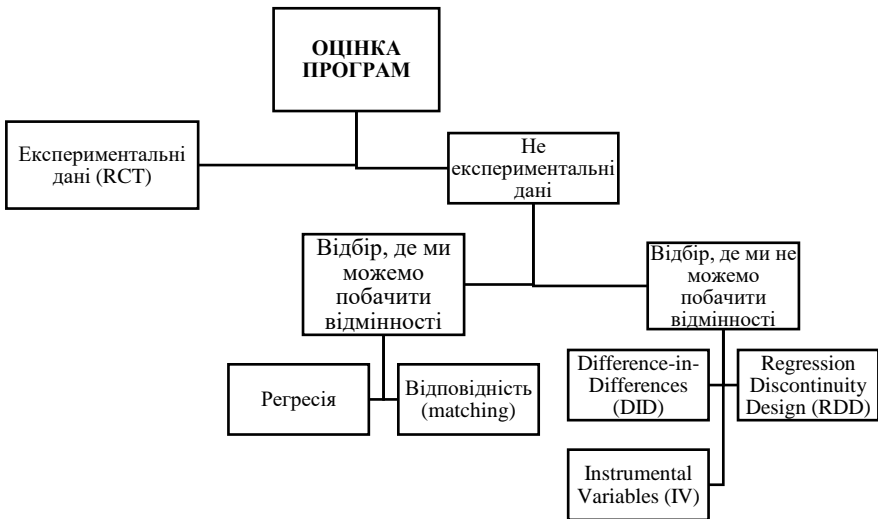 ОЦІНКА
ПРОГРАМ
Експериментальні
дані (RCT)
Не
експериментальні
дані
Відбір, де ми
можемо
побачити
відмінності
Відбір, де ми не
можемо
побачити
відмінності
Регресія
Відповідність
(matching)
Difference-in-
Differences
(DID)
Regression
Discontinuity
Design (RDD)
Instrumental
Variables (IV)